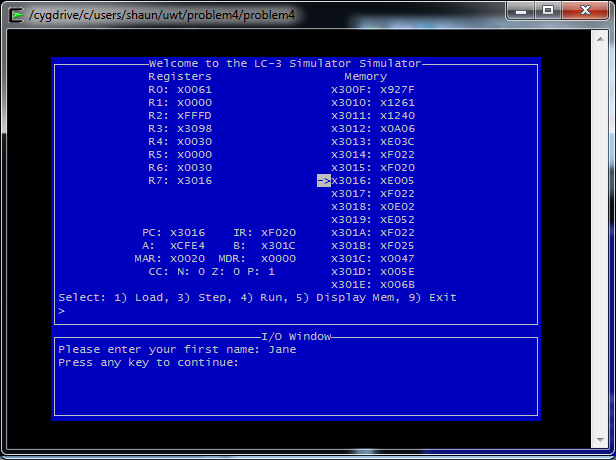 /cygdrive/c/users/shaun/uwt/problem4/problem4
Welcome to the LC-3 Simulator Simulator
Registers Memory
R0: x0061 x300F: x927F
R1: x0000 x3010: x1261
R2: xFFFD x3011: x1240
R3: x3098 x3012: x0A06
R4: x0030 x3013: xE03C
R5: x0000 x3014: xF022
R6: x0030 x3015: xF020
R7: x3016 ->x3016: xE005
x3017: xF022
x3018: x0E02
x3019: xE052
PC: x3016 IR: xF020 x301A: xF022
A: xCFE4 B: x301C x301B: xF025
MAR: x0020 MDR: x0000 x301C: x0047
CC: N: 0 Z: 0 P: 1 x301D: x005E
x301E: x006B
Select: 1) Load, 3) Step, 4) Run, 5) Display Mem, 9) Exit
>
I/O Window
Please enter your first name: Jane
Press any key to continue: